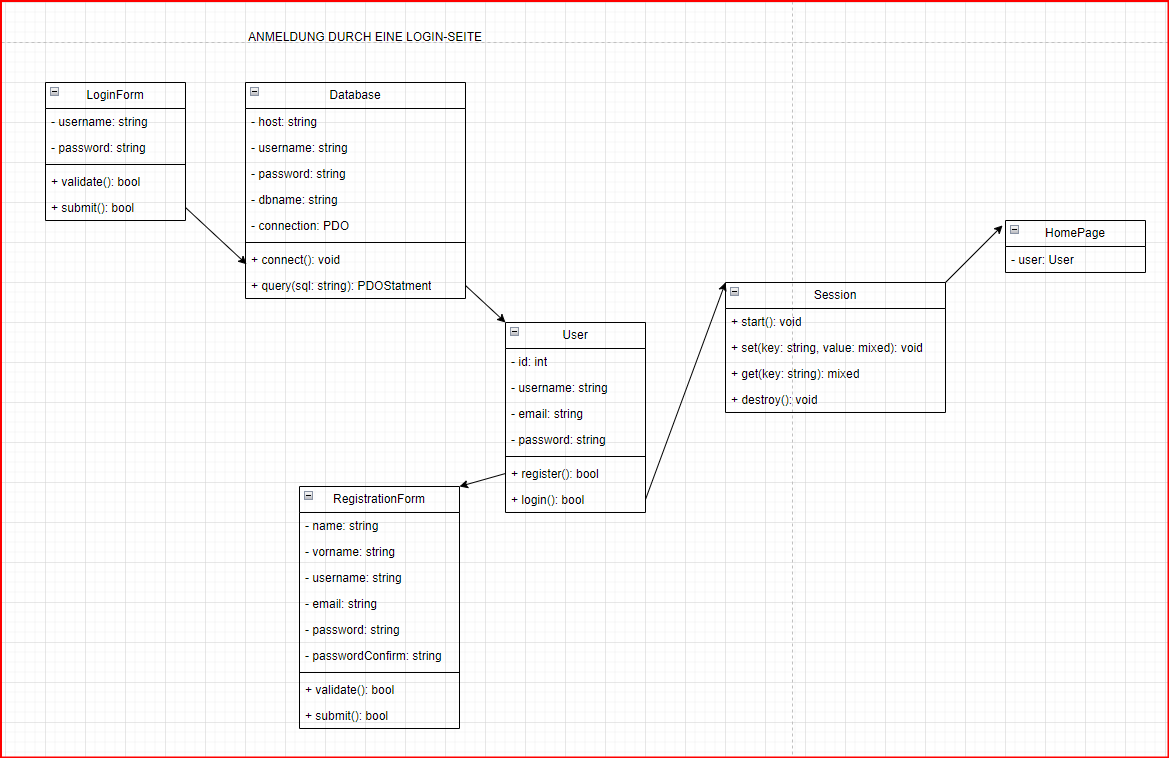 ANMELDUNG DURCH EINE LOGIN-SEITE
LoginForm
- username: string
- password: string
+ validate(): bool
+ submit(): bool
Database
- host: string
- username: string
- password: string
- dbname: string
- connection: PDO
+ connect(): void
+ query(sql: string): PDOStatment
User
- id: int
- username: string
- email: string
- password: string
+ register(): bool
+ login(): bool
RegistrationForm
- name: string
- vorname: string
- username: string
- email: string
- password: string
- passwordConfirm: string
+ validate(): bool
+ submit(): bool
Session
+ start(): void
+ set(key: string, value: mixed): void
+ get(key: string): mixed
+ destroy(): void
HomePage
- user: User